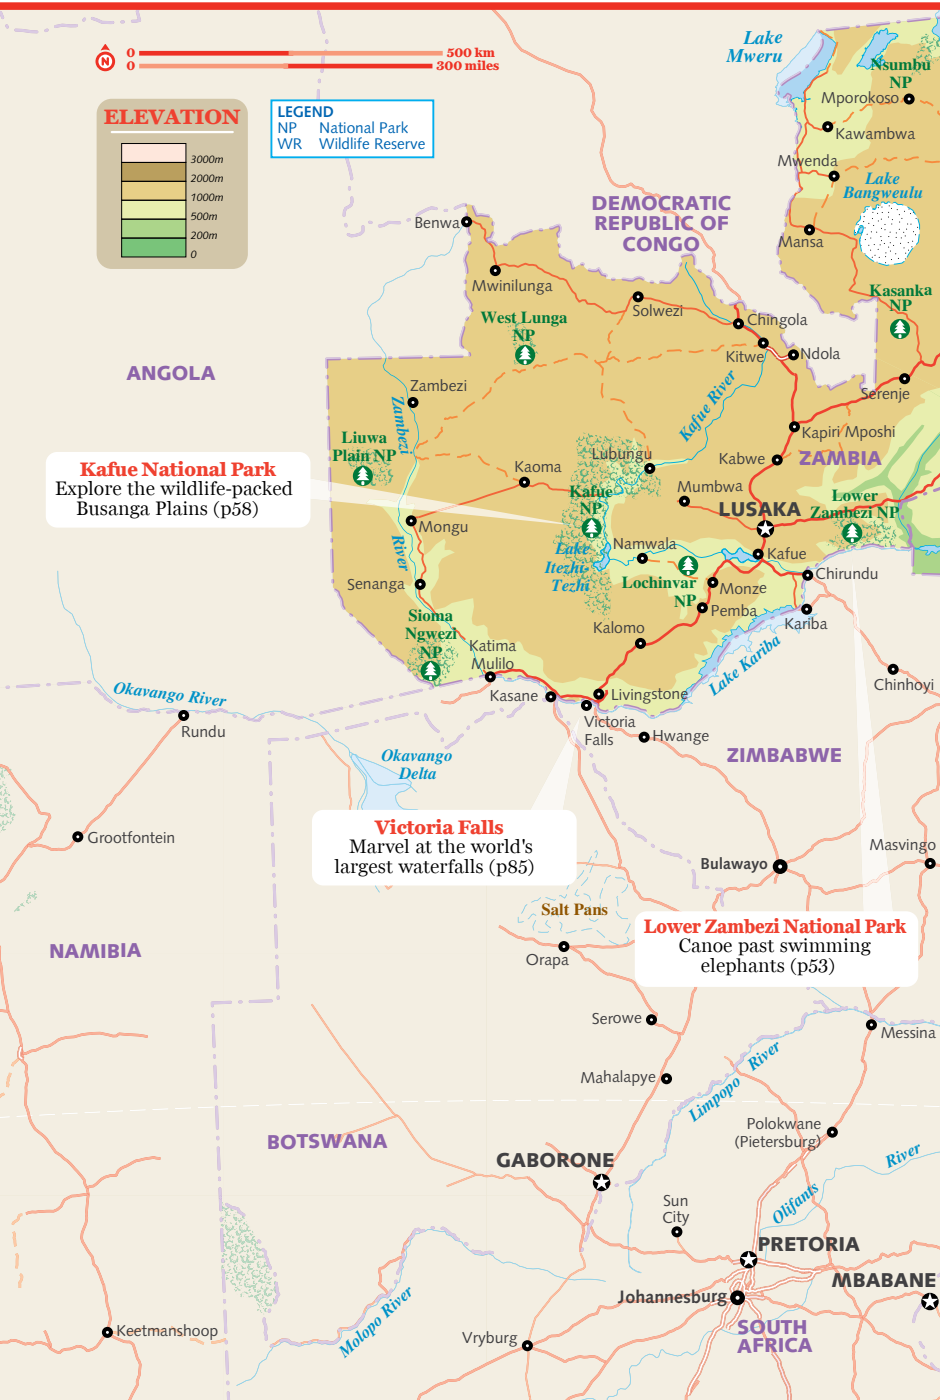 0 500 km
0 300 miles
N
ELEVATION
3000m
2000m
1000m
500m
200m
0
LEGEND
NP National Park
WR Wildlife Reserve
Lake
Mweru
Nsumbu
NP
Mporokoso
Kawambwa
Mwenda
Lake
Bangweulu
Mansa
DEMOCRATIC
REPUBLIC OF
CONGO
Benwa
Mwinilunga
Solwezi
Kasanka
NP
West Lunga
NP
Chingola
Kitwe
Ndola
ANGOLA
Zambezi
Serenje
Kafue River
Zambezi
River
Kapiri Mposhi
Liuwa
Plain NP
Lubungu
Kabwe
ZAMBIA
Kafue National Park
Explore the wildlife-packed
Busanga Plains (p58)
Kaoma
Mumbwa
Kafue
NP
LUSAKA
Lower
Zambezi NP
Mongu
Lake
Itezhi-
Tezhi
Namwala
Kafue
Senanga
Lochinvar
NP
Monze
Chirundu
Sioma
Ngwezi
NP
Pemba
Kariba
Kalomo
Katima
Mulilo
Lake Kariba
Chinhoyi
Okavango River
Kasane
Livingstone
Rundu
Victoria
Falls
Hwange
Okavango
Delta
ZIMBABWE
Victoria Falls
Marvel at the world's
largest waterfalls (p85)
Grootfontein
Masvingo
Bulawayo
Salt Pans
Lower Zambezi National Park
Canoe past swimming
elephants (p53)
NAMIBIA
Orapa
Serowe
Messina
Mahalapye
Limpopo River
BOTSWANA
Polokwane
(Pietersburg)
GABORONE
Olifants River
Sun
City
PRETORIA
MBABANE
Johannesburg
Keetmanshoop
Molopo River
Vryburg
SOUTH
AFRICA